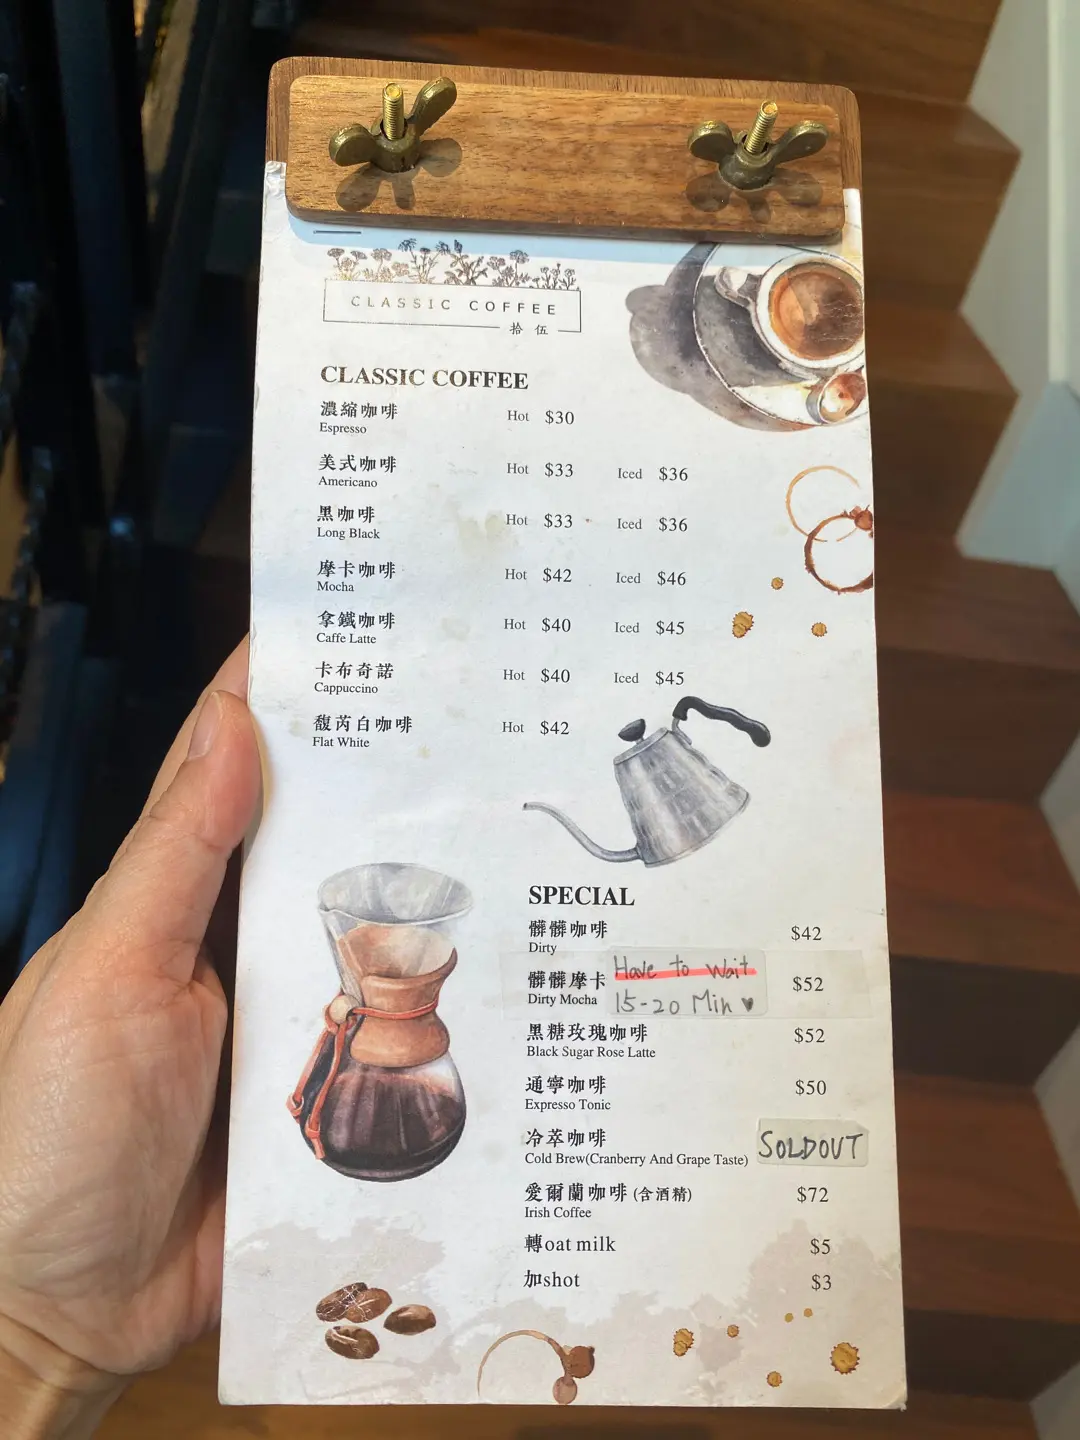 CLASSIC COFFEE
拾伍
CLASSIC COFFEE
濃縮咖啡 Hot $30
Espresso
美式咖啡 Hot $33 Iced $36
Americano
黑咖啡 Hot $33 Iced $36
Long Black
摩卡咖啡 Hot $42 Iced $46
Mocha
拿鐵咖啡 Hot $40 Iced $45
Caffe Latte
卡布奇諾 Hot $40 Iced $45
Cappuccino
馥芮白咖啡 Hot $42
Flat White
SPECIAL
髒髒咖啡 $42
Dirty
髒髒摩卡 Have to wait $52
Dirty Mocha 15-20 Min ♥
黑糖玫瑰咖啡 $52
Black Sugar Rose Latte
通寧咖啡 $50
Expresso Tonic
冷萃咖啡 SOLDOUT
Cold Brew(Cranberry And Grape Taste)
愛爾蘭咖啡 (含酒精) $72
Irish Coffee
轉oat milk $5
加shot $3